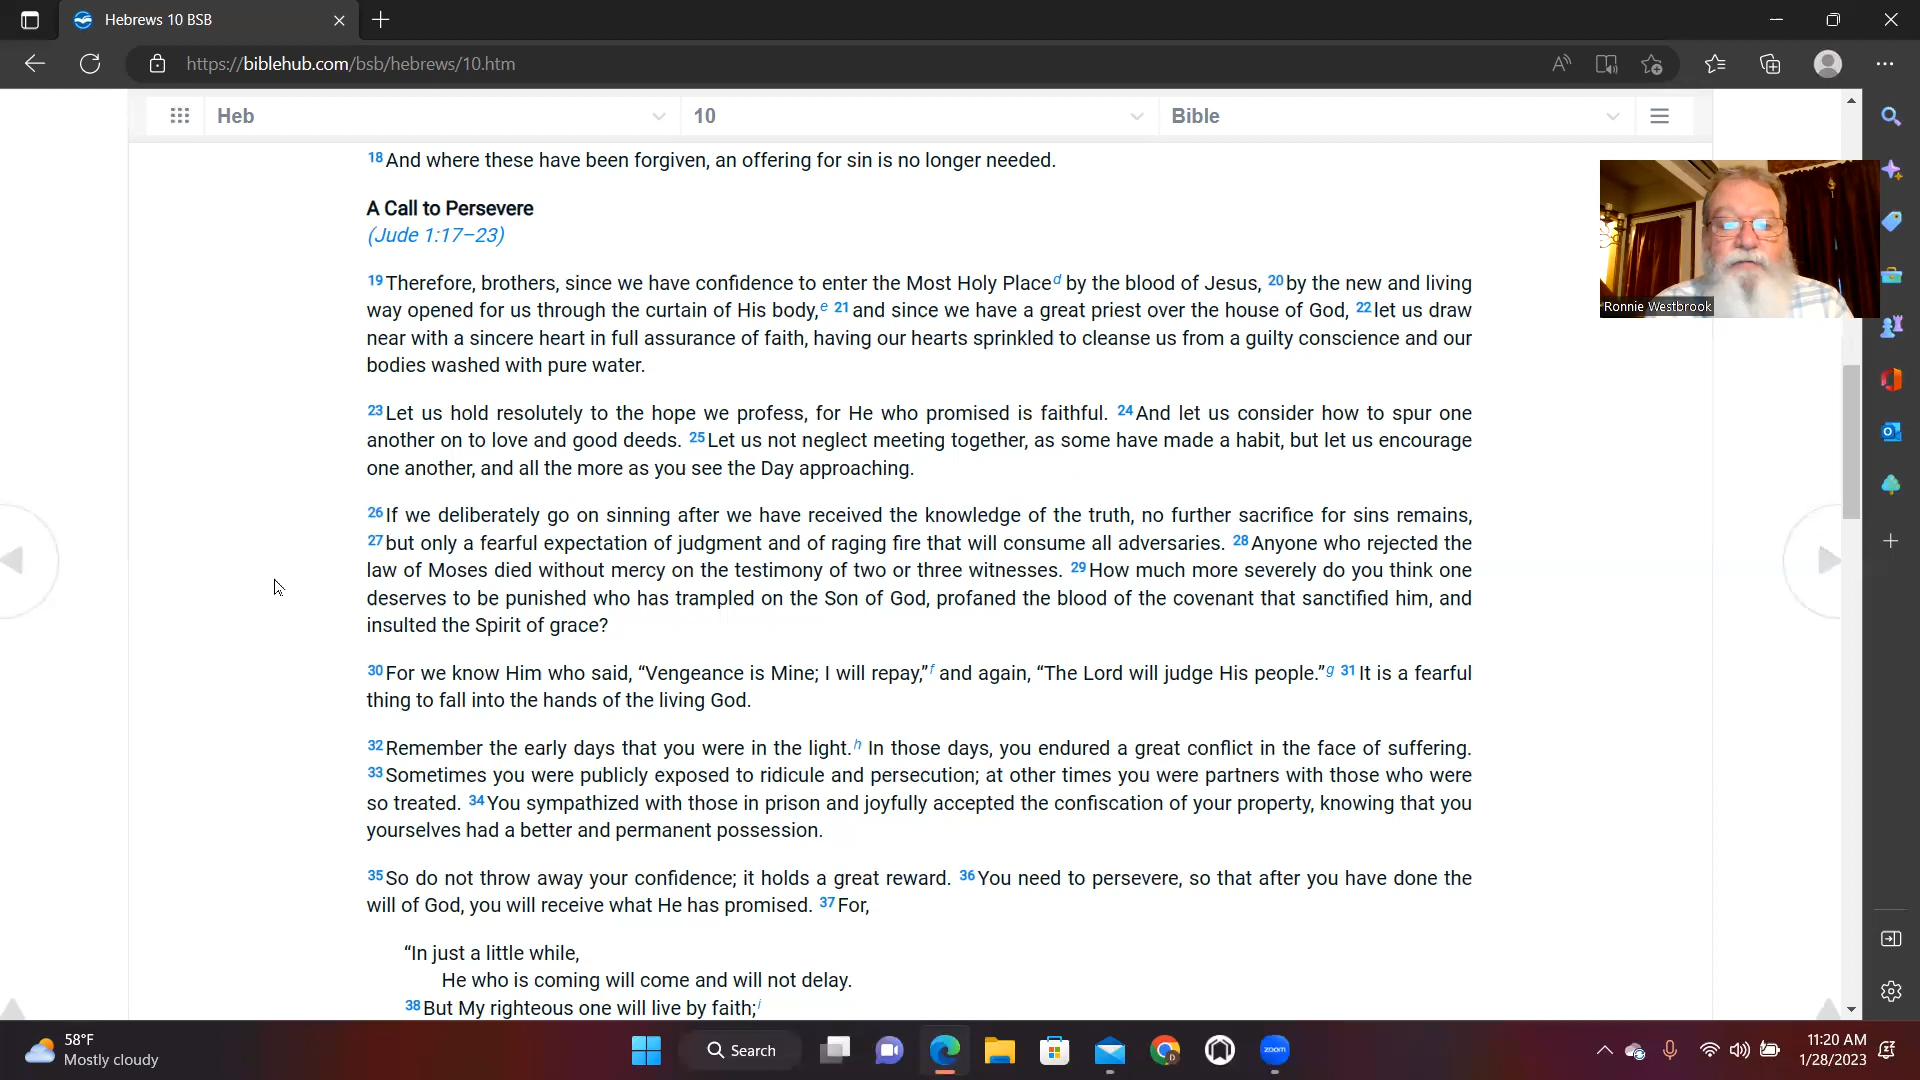 Hebrews 10 BSB
https://biblehub.com/bsb/hebrews/10.htm
Heb 10 Bible
18 And where these have been forgiven, an offering for sin is no longer needed.
A Call to Persevere
(Jude 1:17–23)
19 Therefore, brothers, since we have confidence to enter the Most Holy Place d by the blood of Jesus, 20 by the new and living
way opened for us through the curtain of His body, e 21 and since we have a great priest over the house of God, 22 let us draw
near with a sincere heart in full assurance of faith, having our hearts sprinkled to cleanse us from a guilty conscience and our
bodies washed with pure water.
23 Let us hold resolutely to the hope we profess, for He who promised is faithful. 24 And let us consider how to spur one
another on to love and good deeds. 25 Let us not neglect meeting together, as some have made a habit, but let us encourage
one another, and all the more as you see the Day approaching.
26 If we deliberately go on sinning after we have received the knowledge of the truth, no further sacrifice for sins remains,
27 but only a fearful expectation of judgment and of raging fire that will consume all adversaries. 28 Anyone who rejected the
law of Moses died without mercy on the testimony of two or three witnesses. 29 How much more severely do you think one
deserves to be punished who has trampled on the Son of God, profaned the blood of the covenant that sanctified him, and
insulted the Spirit of grace?
30 For we know Him who said, “Vengeance is Mine; I will repay,” f and again, “The Lord will judge His people.” g 31 It is a fearful
thing to fall into the hands of the living God.
32 Remember the early days that you were in the light. h In those days, you endured a great conflict in the face of suffering.
33 Sometimes you were publicly exposed to ridicule and persecution; at other times you were partners with those who were
so treated. 34 You sympathized with those in prison and joyfully accepted the confiscation of your property, knowing that you
yourselves had a better and permanent possession.
35 So do not throw away your confidence; it holds a great reward. 36 You need to persevere, so that after you have done the
will of God, you will receive what He has promised. 37 For,
“In just a little while,
He who is coming will come and will not delay.
38 But My righteous one will live by faith; i
Ronnie Westbrook
58°F
Mostly cloudy
Search
zoom
11:20 AM
1/28/2023